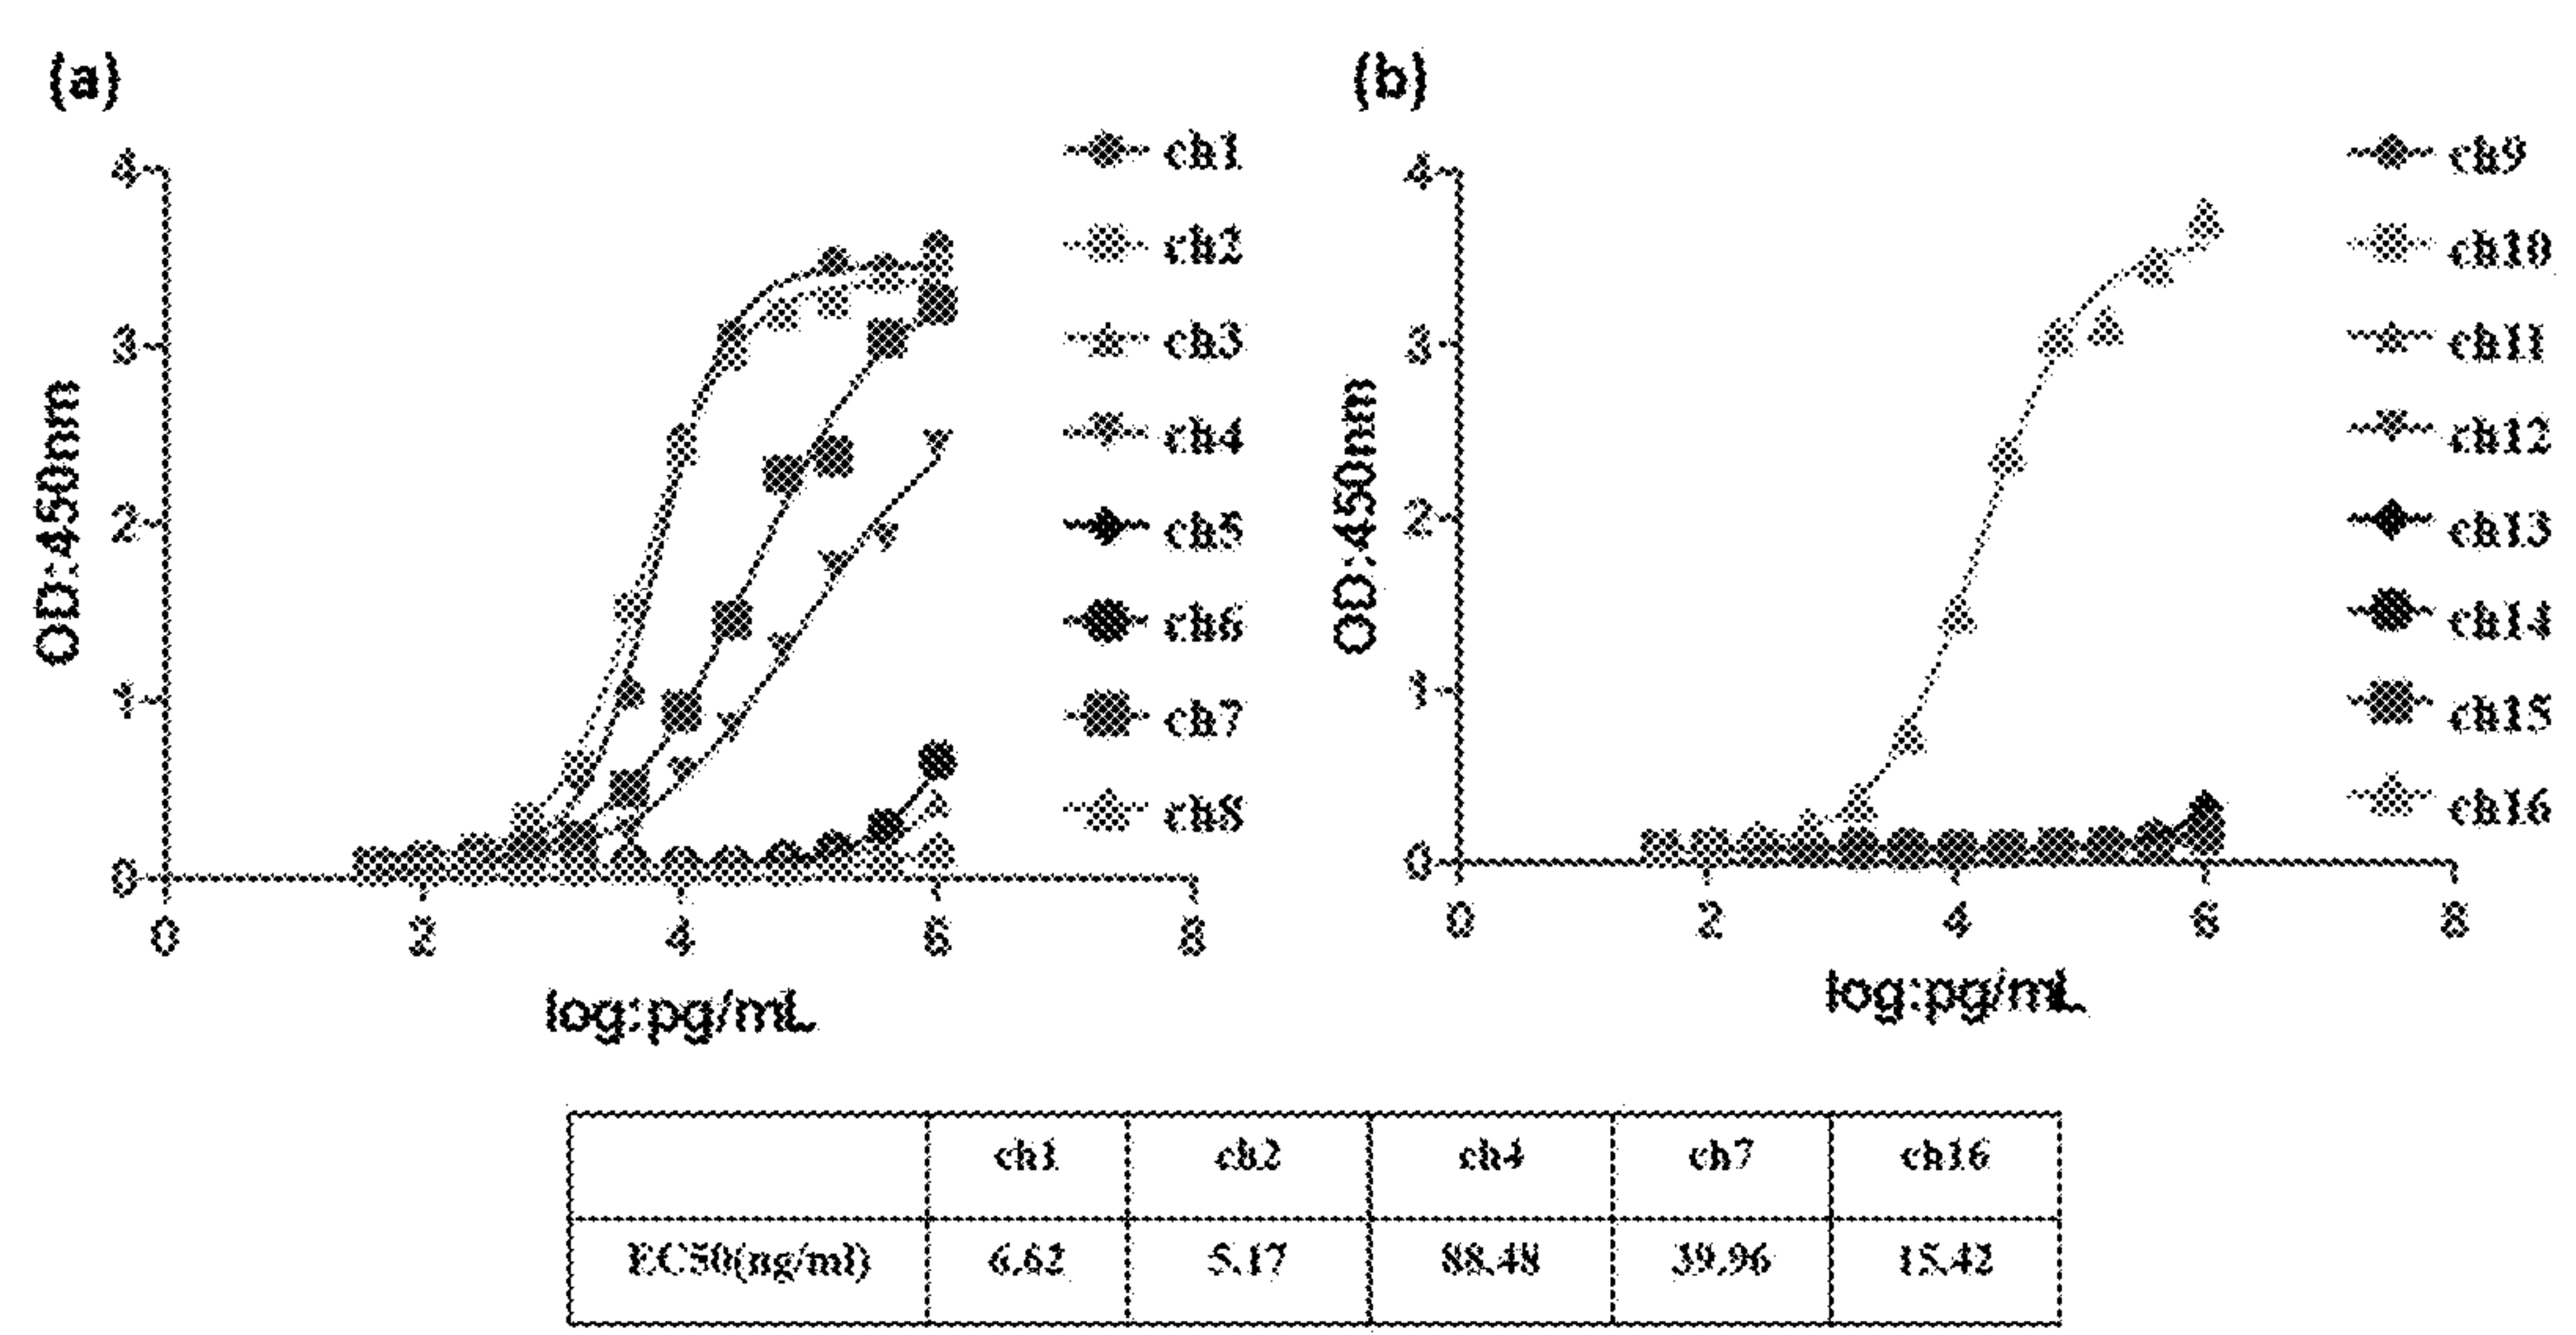 (a)
4
3
2
1
0
0 2 4 6 8
OD:450nm
log:pg/mL
ch1
ch2
ch3
ch4
ch5
ch6
ch7
ch8
(b)
4
3
2
1
0
0 2 4 6 8
OD:450nm
log:pg/mL
ch9
ch10
ch11
ch12
ch13
ch14
ch15
ch16
ch1 ch2 ch4 ch7 ch16
EC50(ng/ml) 6.62 5.17 88.48 39.96 15.42